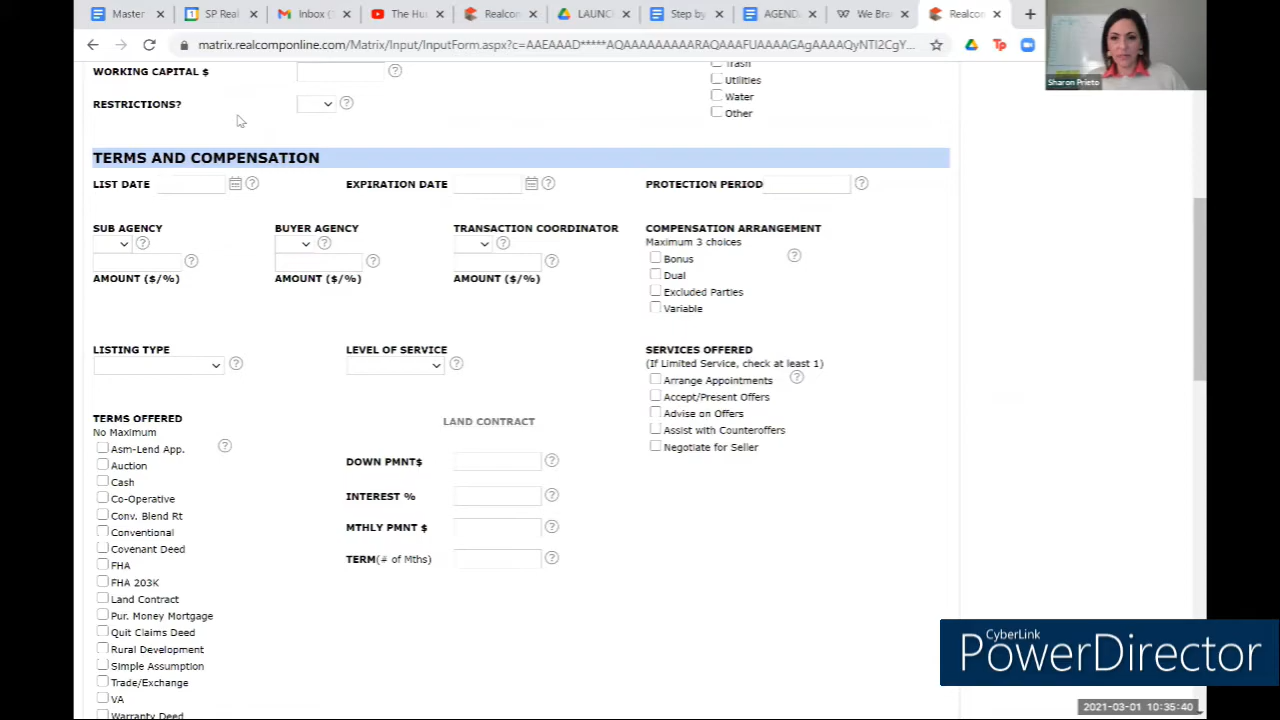 Master
SP Real
Inbox (
The Hu
Realco
LAUNC
Step by
AGEND
We Bro
Realco
matrix.realcomponline.com/Matrix/Input/InputForm.aspx?c=AAEAAAD*****AQAAAAAAAAARAQAAAFUAAAAGAgAAAAQyNTI2CgY...
Sharon Prieto
WORKING CAPITAL $
Trash
Utilities
Water
RESTRICTIONS?
Other
TERMS AND COMPENSATION
LIST DATE
EXPIRATION DATE
PROTECTION PERIOD
SUB AGENCY
BUYER AGENCY
TRANSACTION COORDINATOR
COMPENSATION ARRANGEMENT
Maximum 3 choices
Bonus
AMOUNT ($/%)
AMOUNT ($/%)
AMOUNT ($/%)
Dual
Excluded Parties
Variable
LISTING TYPE
LEVEL OF SERVICE
SERVICES OFFERED
(If Limited Service, check at least 1)
Arrange Appointments
Accept/Present Offers
Advise on Offers
Assist with Counteroffers
Negotiate for Seller
TERMS OFFERED
No Maximum
LAND CONTRACT
Asm-Lend App.
Auction
Cash
Co-Operative
Conv. Blend Rt
Conventional
Covenant Deed
FHA
FHA 203K
Land Contract
Pur. Money Mortgage
Quit Claims Deed
Rural Development
Simple Assumption
Trade/Exchange
VA
Warranty Deed
DOWN PMNT$
INTEREST %
MTHLY PMNT $
TERM(# of Mths)
CyberLink
PowerDirector
2021-03-01 10:35:40